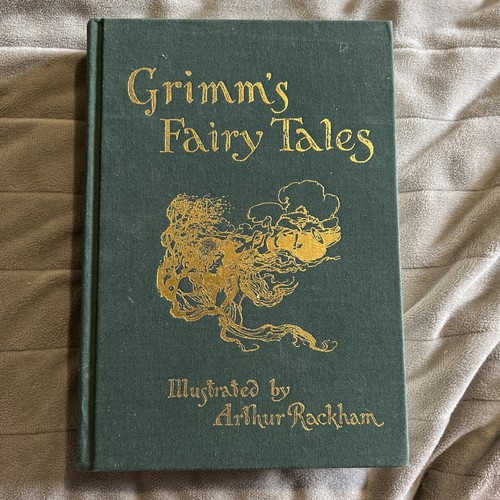 Grimm's
Fairy Tales
Illustrated by
Arthur Rackham